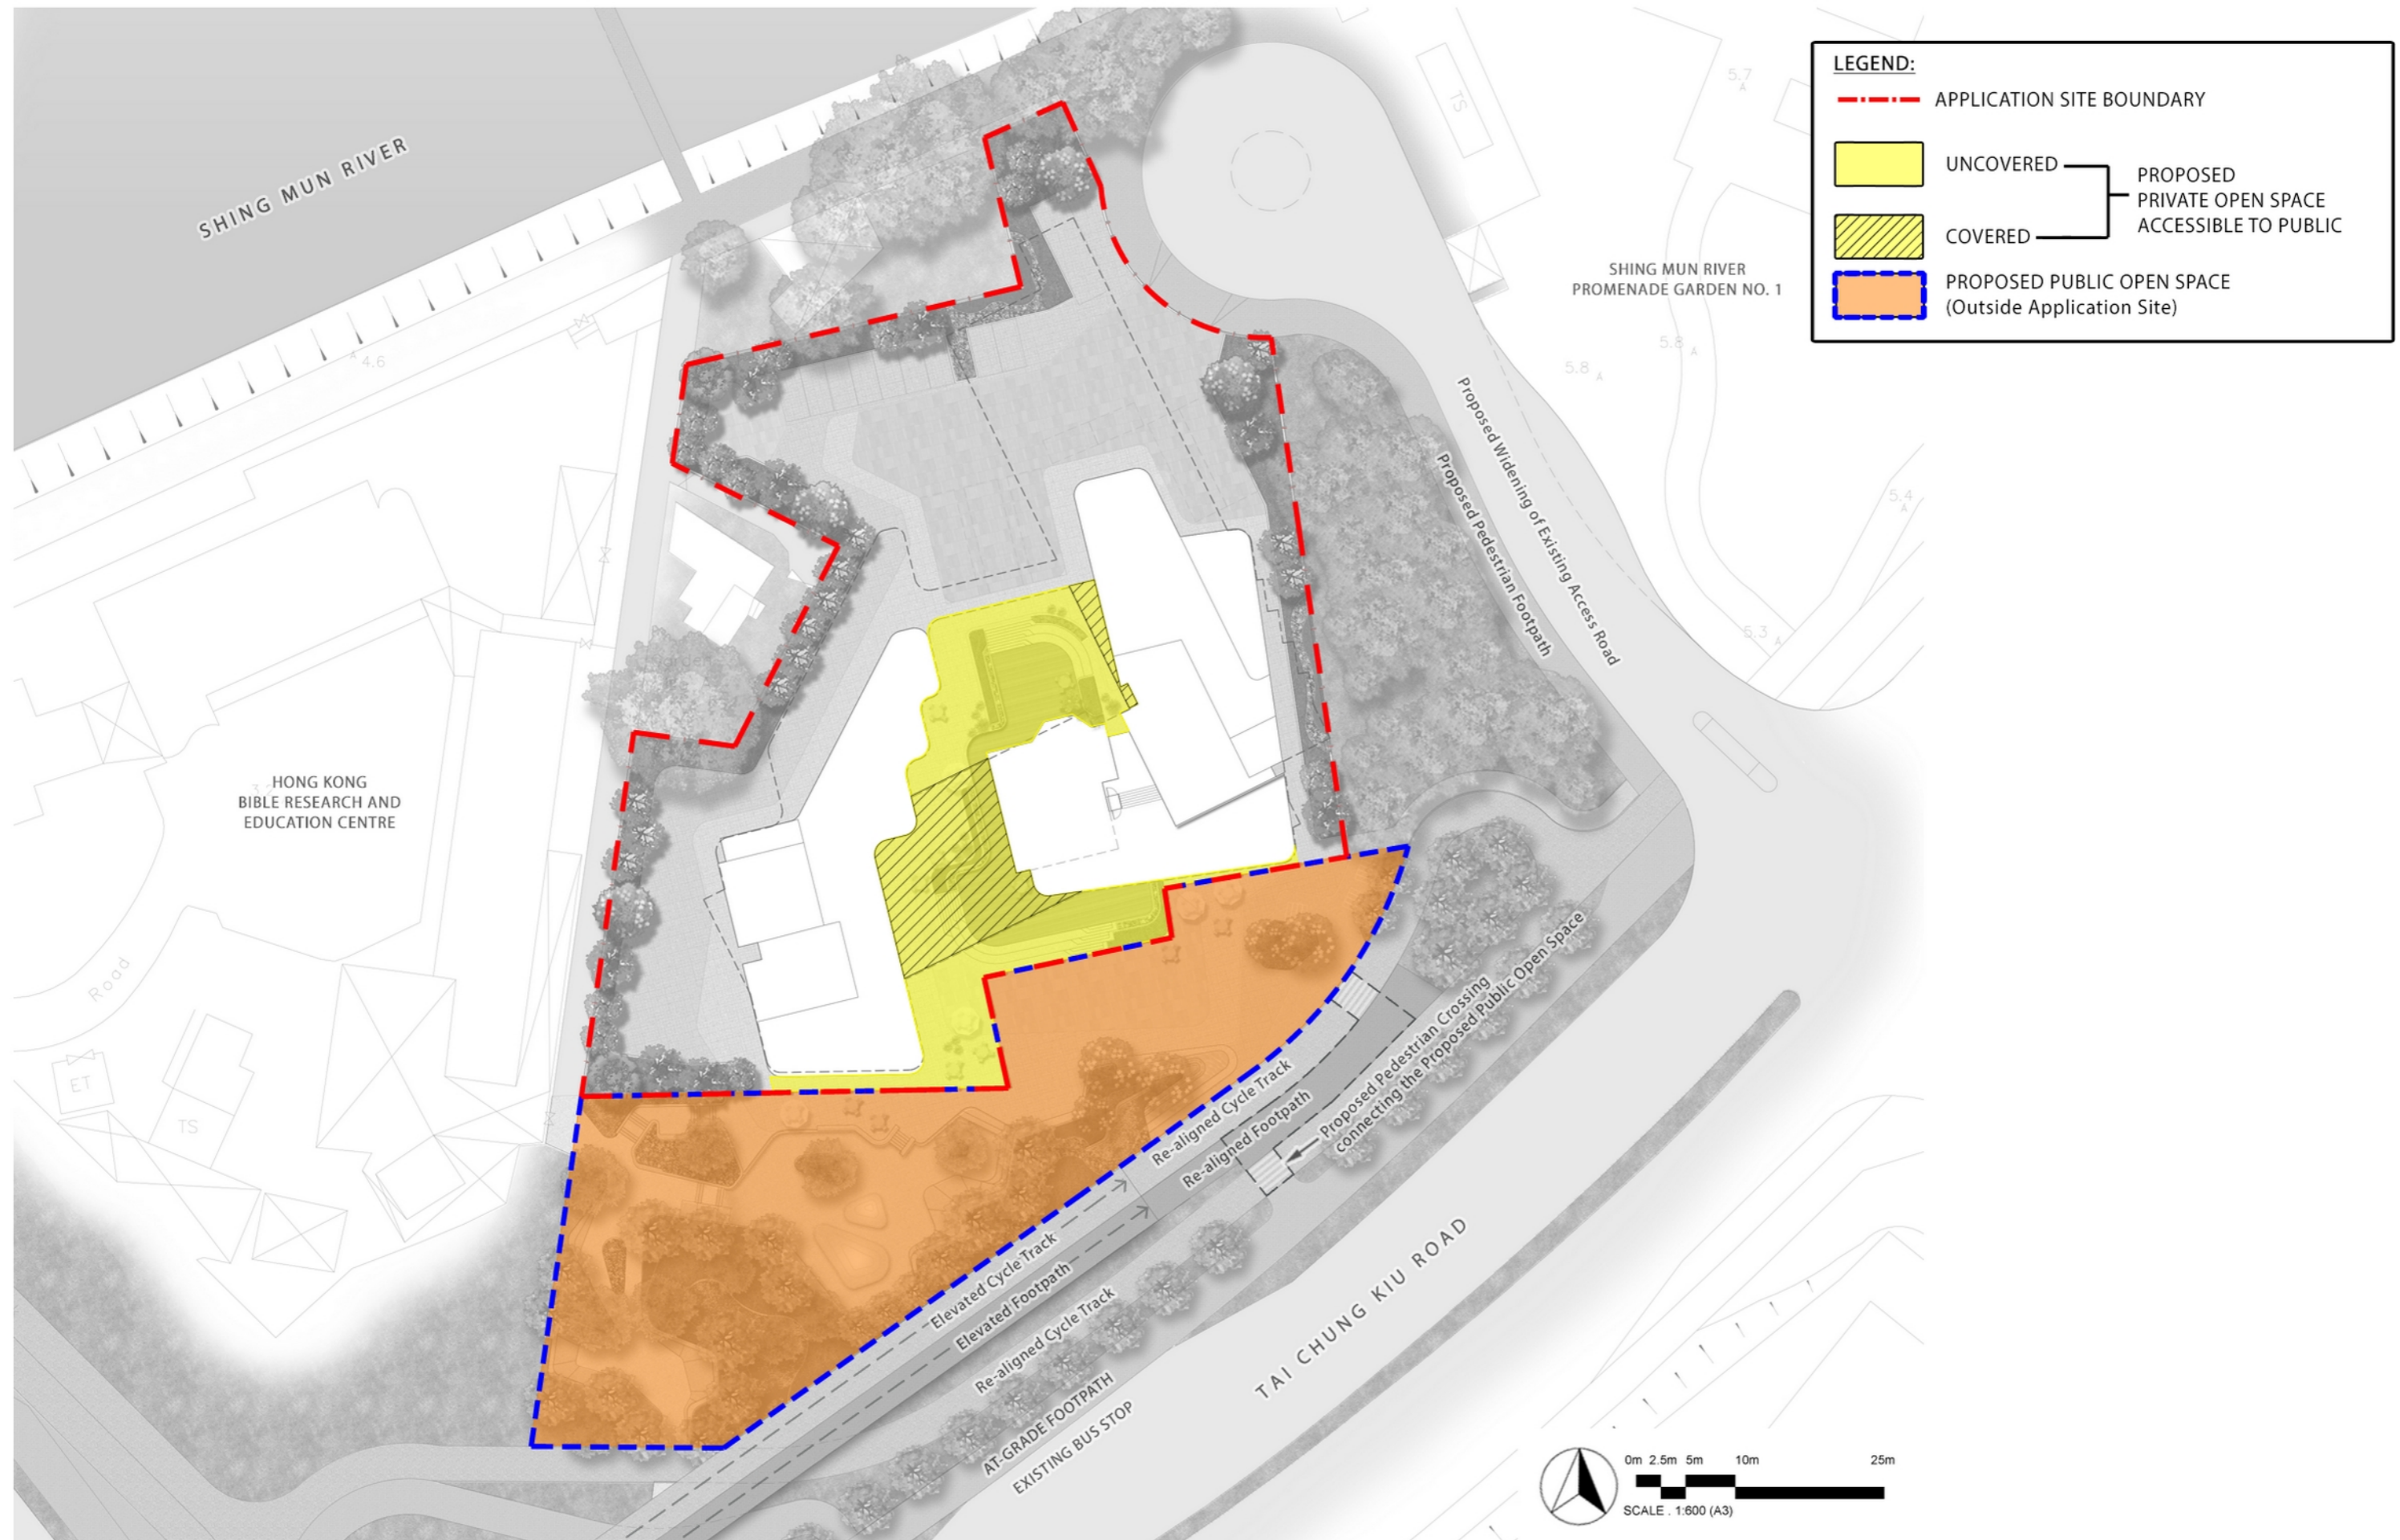 LEGEND:
APPLICATION SITE BOUNDARY
UNCOVERED
COVERED
PROPOSED
PRIVATE OPEN SPACE
ACCESSIBLE TO PUBLIC
PROPOSED PUBLIC OPEN SPACE
(Outside Application Site)
SHING MUN RIVER
TS
5.7
SHING MUN RIVER
PROMENADE GARDEN NO. 1
5.8
5.8
4.6
5.4
5.3
Proposed Widening of Existing Access Road
Proposed Pedestrian Footpath
HONG KONG
BIBLE RESEARCH AND
EDUCATION CENTRE
Road
ET
TS
Proposed Pedestrian Crossing
connecting the Proposed Public Open Space
Re-aligned Cycle Track
Re-aligned Footpath
Elevated Cycle Track
Elevated Footpath
Re-aligned Cycle Track
AT-GRADE FOOTPATH
EXISTING BUS STOP
TAI CHUNG KIU ROAD
0m 2.5m 5m 10m 25m
SCALE . 1:600 (A3)